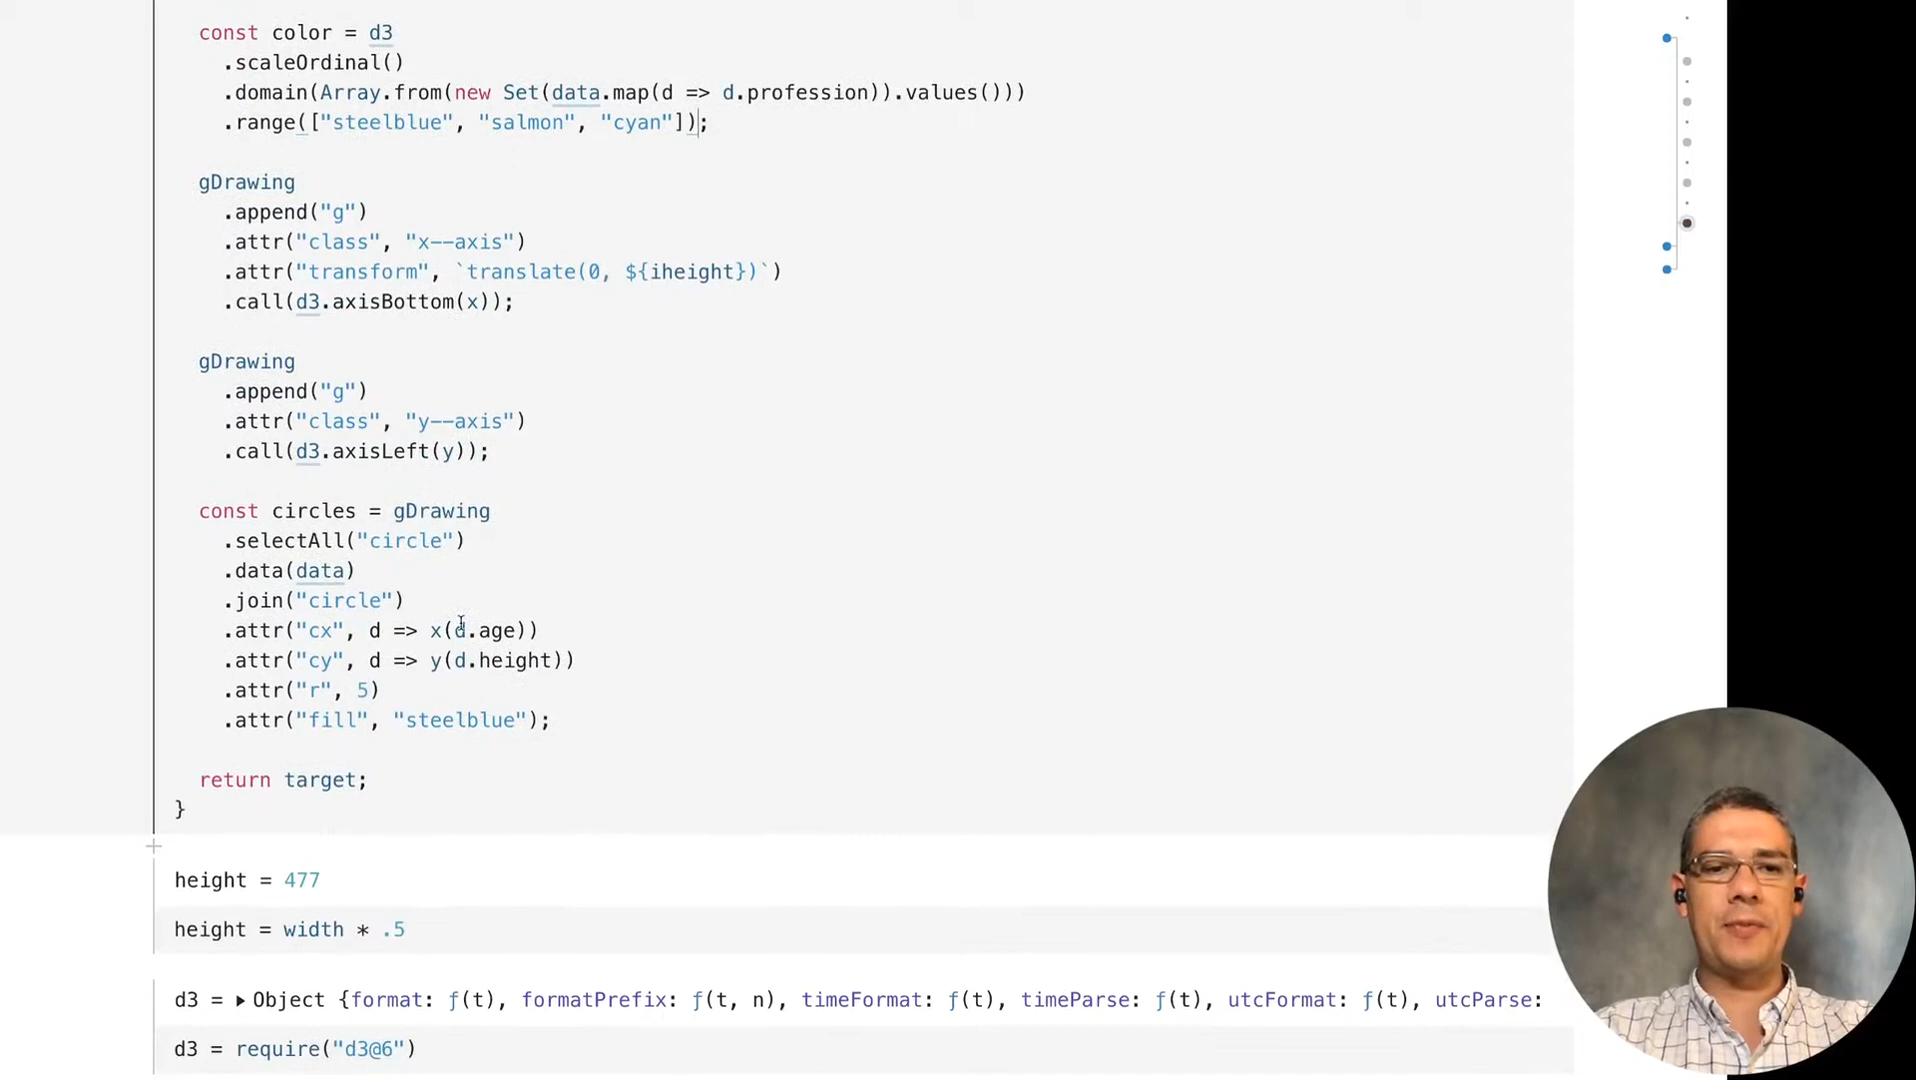 const color = d3
.scaleOrdinal()
.domain(Array.from(new Set(data.map(d => d.profession)).values()))
.range(["steelblue", "salmon", "cyan"]);
gDrawing
.append("g")
.attr("class", "x--axis")
.attr("transform", `translate(0, ${iheight})`)
.call(d3.axisBottom(x));
gDrawing
.append("g")
.attr("class", "y--axis")
.call(d3.axisLeft(y));
const circles = gDrawing
.selectAll("circle")
.data(data)
.join("circle")
.attr("cx", d => x(d.age))
.attr("cy", d => y(d.height))
.attr("r", 5)
.attr("fill", "steelblue");
return target;
}
height = 477
height = width * .5
d3 = ▸Object {format: ƒ(t), formatPrefix: ƒ(t, n), timeFormat: ƒ(t), timeParse: ƒ(t), utcFormat: ƒ(t), utcParse:
d3 = require("d3@6")